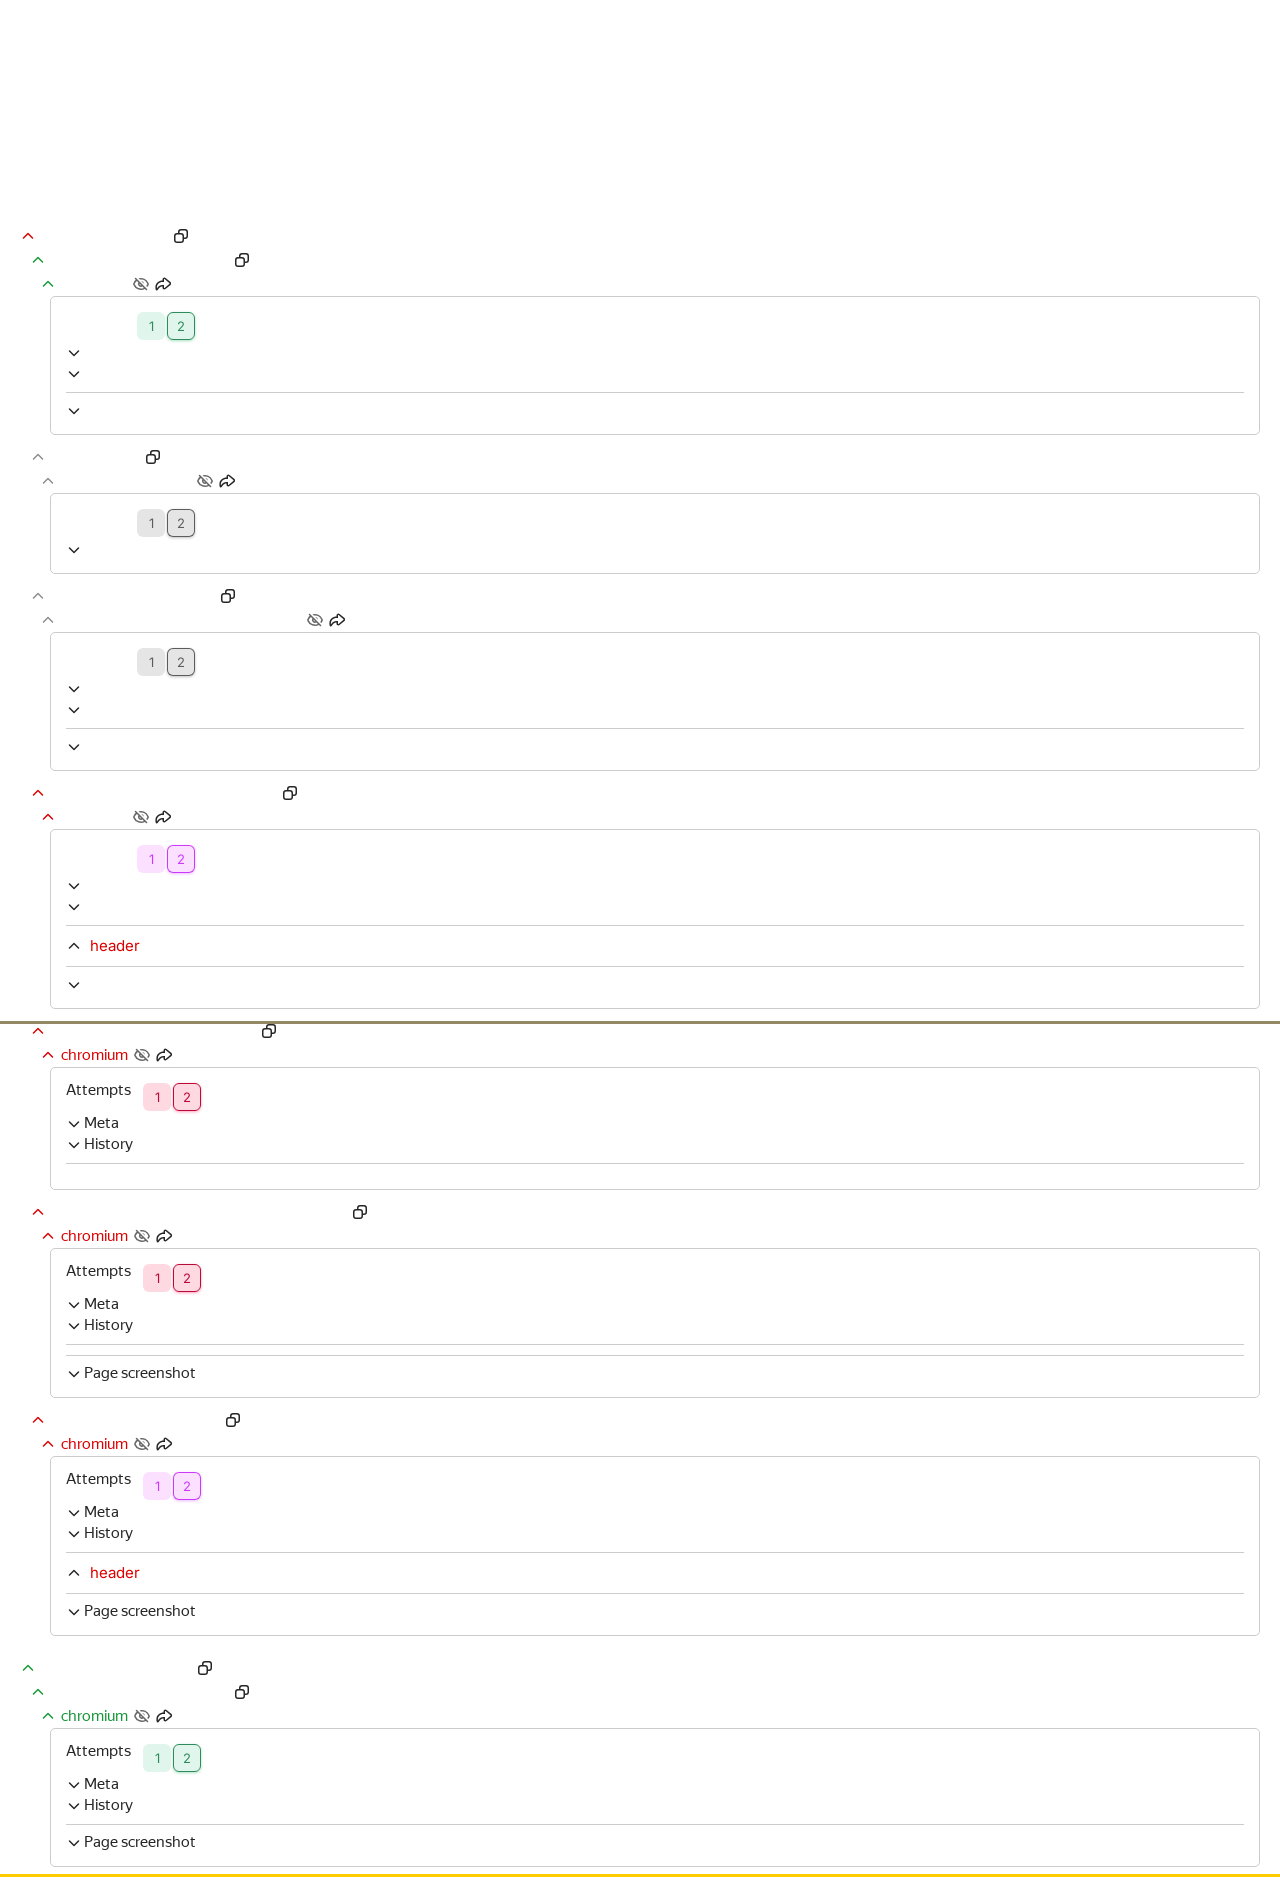 1 2
1 2
1 2
1 2
header
chromium
Attempts 1 2
Meta
History
chromium
Attempts 1 2
Meta
History
Page screenshot
chromium
Attempts 1 2
Meta
History
header
Page screenshot
chromium
Attempts 1 2
Meta
History
Page screenshot